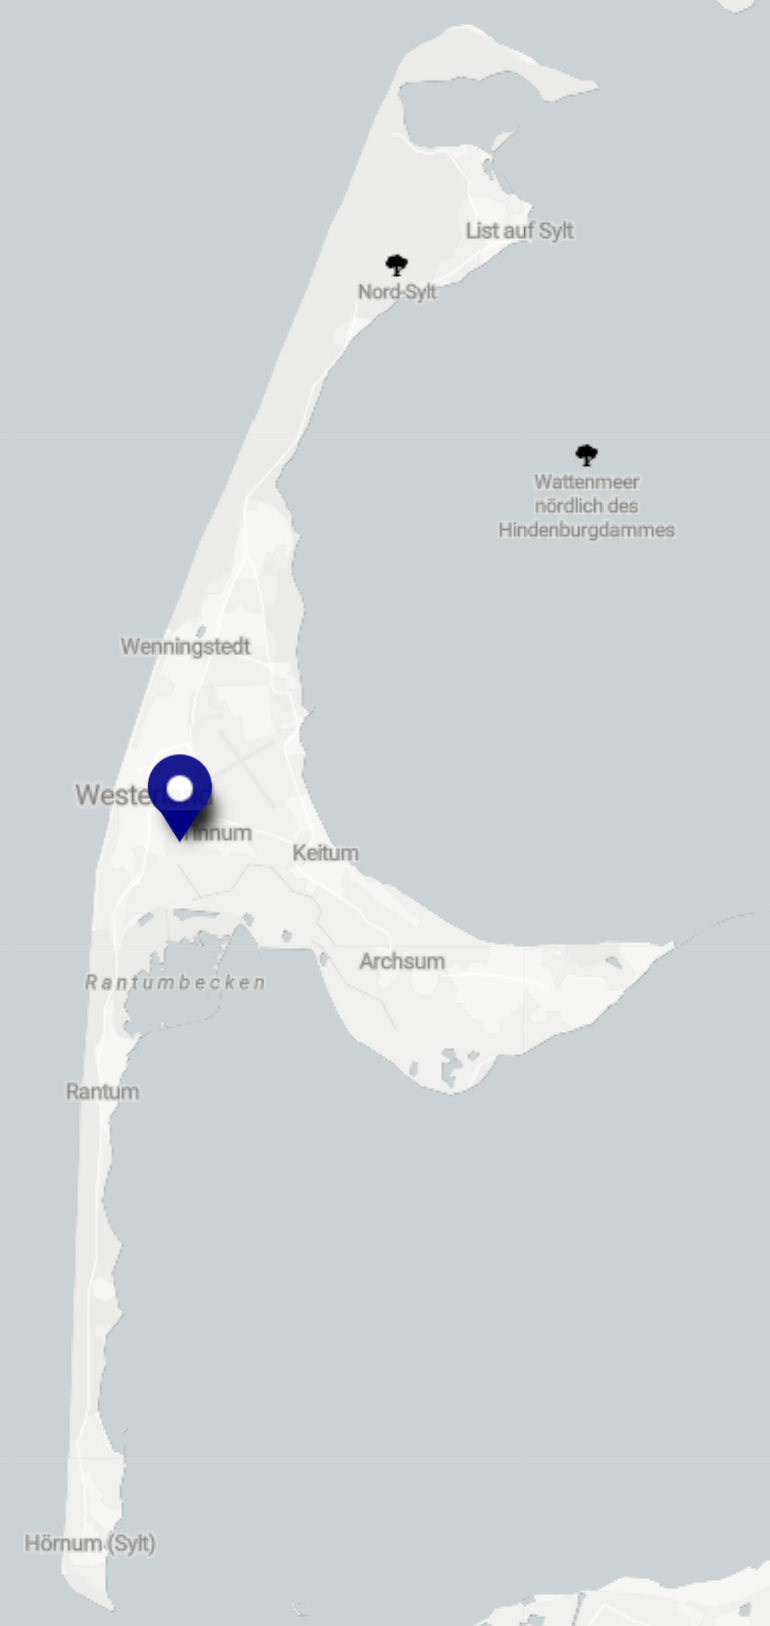 List auf Sylt
Nord-Sylt
Wattenmeer
nördlich des
Hindenburgdammes
Wenningstedt
Keitum
Archsum
Rantumbecken
Rantum
Hörnum (Sylt)